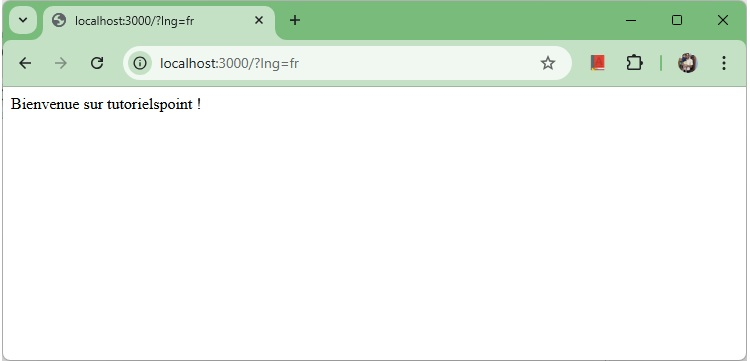 localhost:3000/?lng=fr
localhost:3000/?lng=fr
Bienvenue sur tutorielspoint !